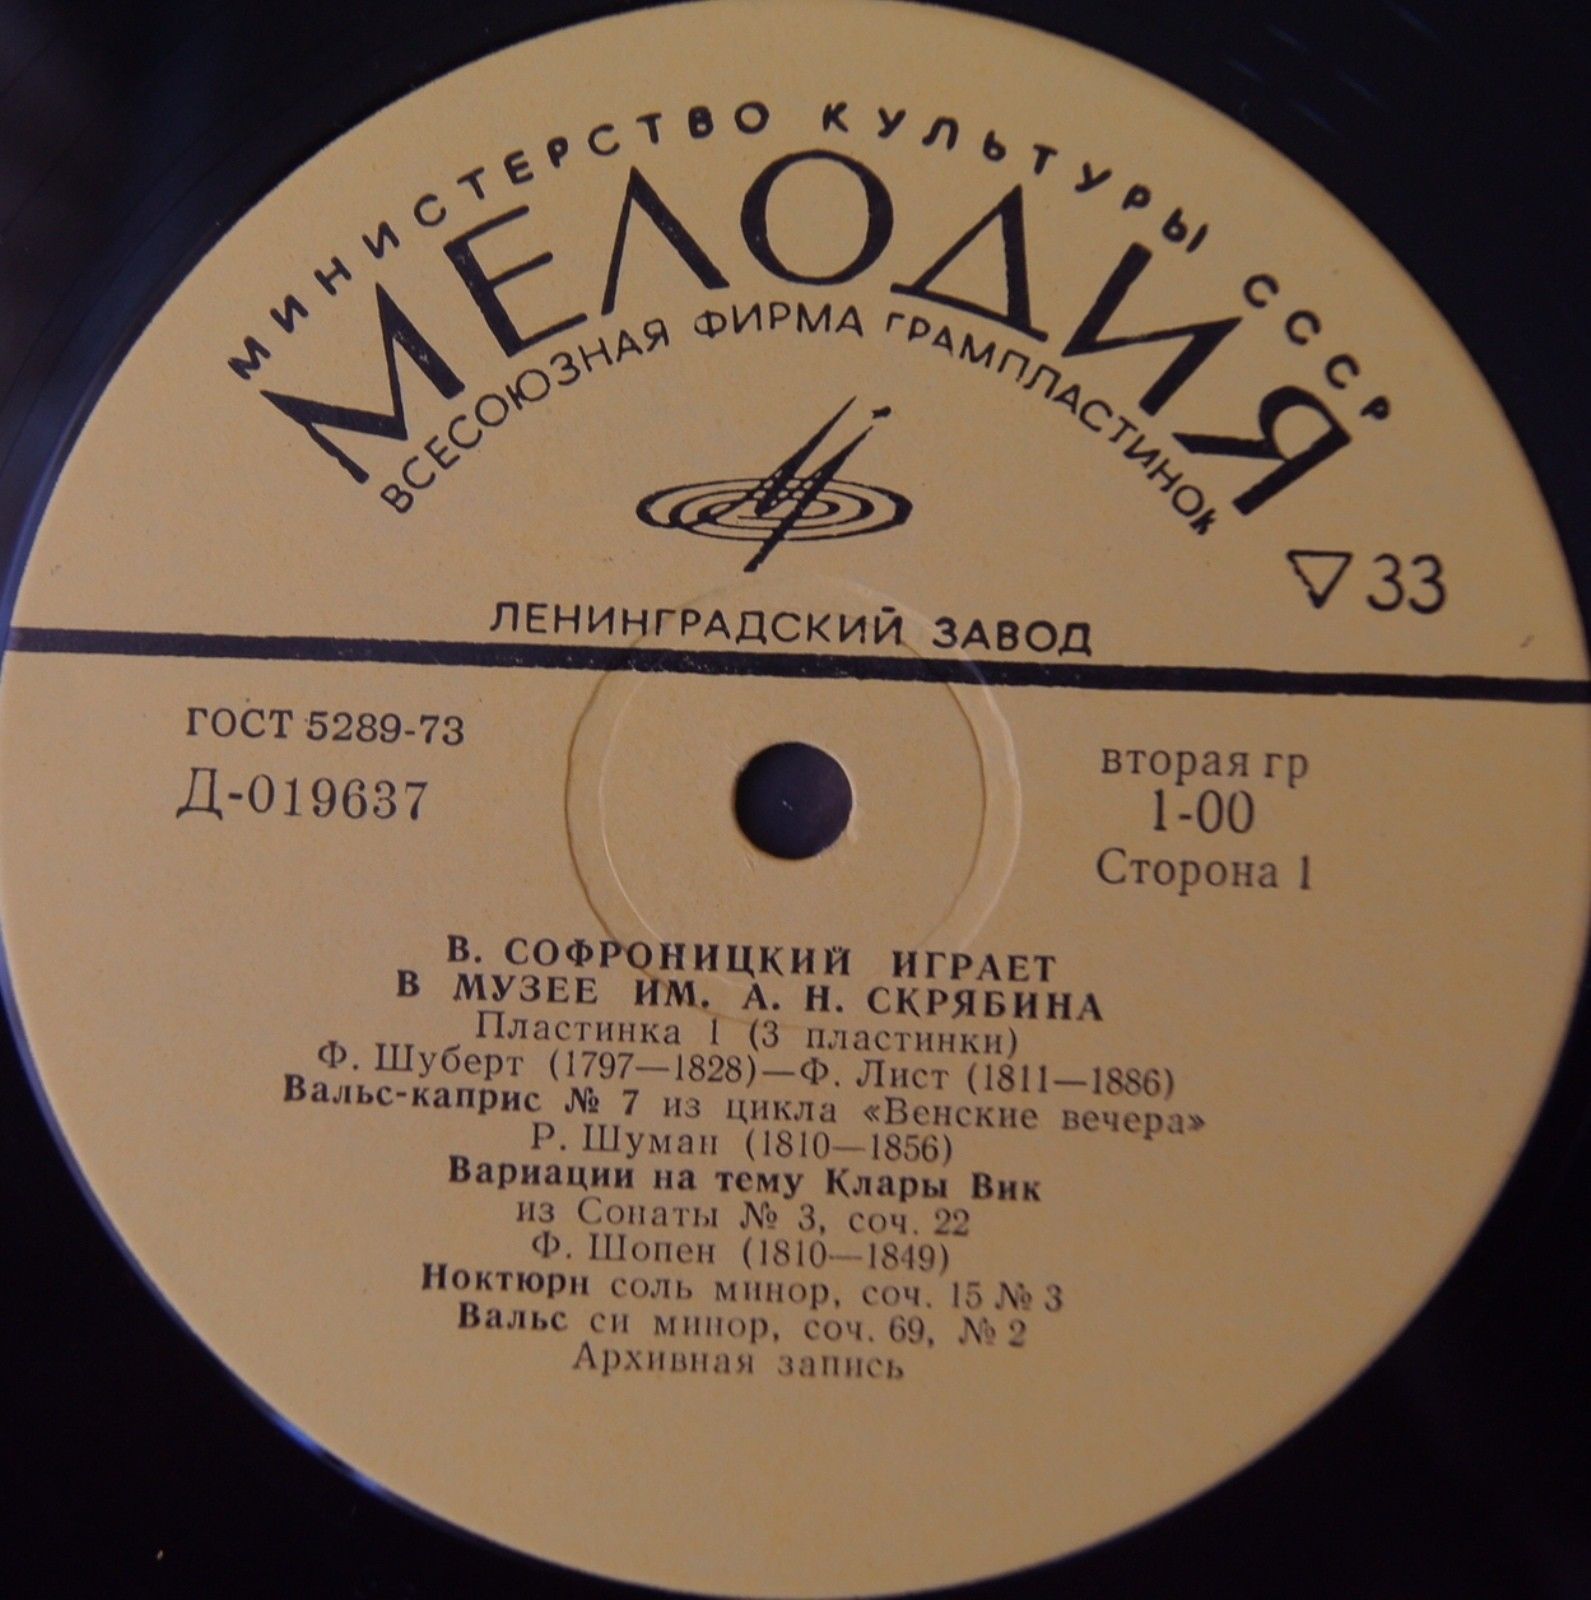 МИНИСТЕРСТВО КУЛЬТУРЫ СССР
МЕЛОДИЯ
ВСЕСОЮЗНАЯ ФИРМА ГРАМПЛАСТИНОК
▽ 33
ЛЕНИНГРАДСКИЙ ЗАВОД
ГОСТ 5289-73
Д-019637
вторая гр
1-00
Сторона 1
В. СОФРОНИЦКИЙ ИГРАЕТ
В МУЗЕЕ ИМ. А. Н. СКРЯБИНА
Пластинка 1 (3 пластинки)
Ф. Шуберт (1797—1828)—Ф. Лист (1811—1886)
Вальс-каприс № 7 из цикла «Венские вечера»
Р. Шуман (1810—1856)
Вариации на тему Клары Вик
из Сонаты № 3, соч. 22
Ф. Шопен (1810—1849)
Ноктюрн соль минор, соч. 15 № 3
Вальс си минор, соч. 69, № 2
Архивная запись